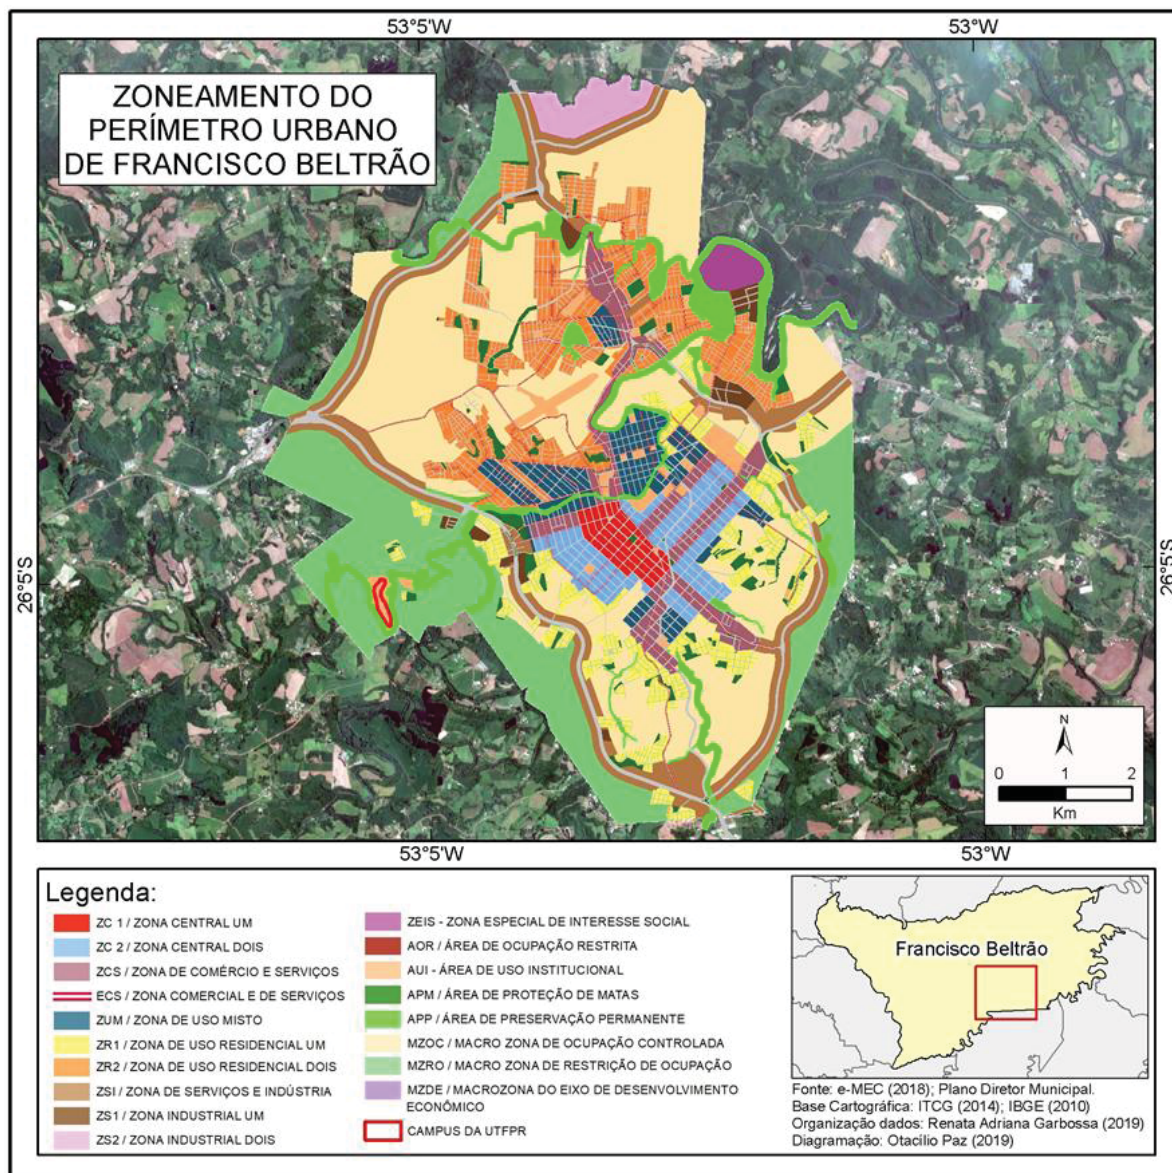 53°5'W
53°W
ZONEAMENTO DO
PERÍMETRO URBANO
DE FRANCISCO BELTRÃO
26°5'S
26°5'S
N
0 1 2
Km
53°5'W
53°W
Legenda:
ZC 1 / ZONA CENTRAL UM
ZC 2 / ZONA CENTRAL DOIS
ZCS / ZONA DE COMÉRCIO E SERVIÇOS
ECS / ZONA COMERCIAL E DE SERVIÇOS
ZUM / ZONA DE USO MISTO
ZR1 / ZONA DE USO RESIDENCIAL UM
ZR2 / ZONA DE USO RESIDENCIAL DOIS
ZSI / ZONA DE SERVIÇOS E INDÚSTRIA
ZS1 / ZONA INDUSTRIAL UM
ZS2 / ZONA INDUSTRIAL DOIS
ZEIS - ZONA ESPECIAL DE INTERESSE SOCIAL
AOR / ÁREA DE OCUPAÇÃO RESTRITA
AUI - ÁREA DE USO INSTITUCIONAL
APM / ÁREA DE PROTEÇÃO DE MATAS
APP / ÁREA DE PRESERVAÇÃO PERMANENTE
MZOC / MACRO ZONA DE OCUPAÇÃO CONTROLADA
MZRO / MACRO ZONA DE RESTRIÇÃO DE OCUPAÇÃO
MZDE / MACROZONA DO EIXO DE DESENVOLVIMENTO
ECONÔMICO
CAMPUS DA UTFPR
Francisco Beltrão
Fonte: e-MEC (2018); Plano Diretor Municipal.
Base Cartográfica: ITCG (2014); IBGE (2010)
Organização dados: Renata Adriana Garbossa (2019)
Diagramação: Otacílio Paz (2019)